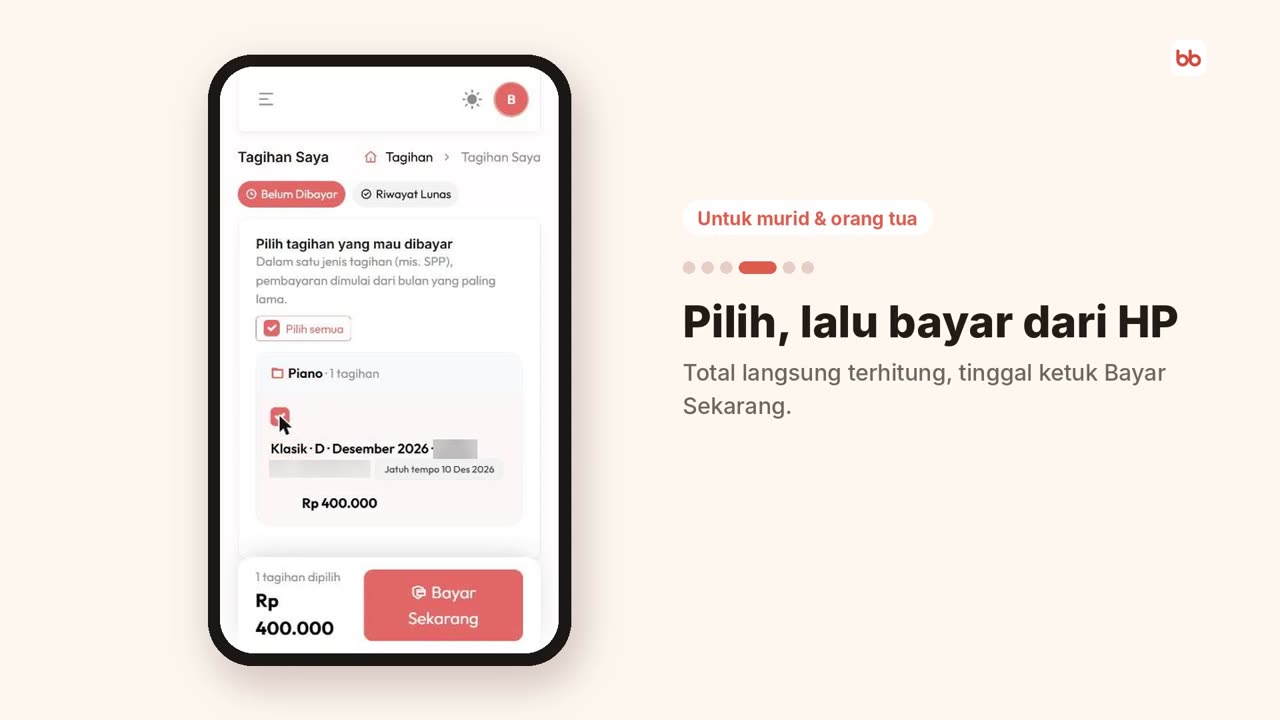 bb
B
Tagihan Saya
Tagihan > Tagihan Saya
Belum Dibayar
Riwayat Lunas
Pilih tagihan yang mau dibayar
Dalam satu jenis tagihan (mis. SPP),
pembayaran dimulai dari bulan yang paling
lama.
Pilih semua
Piano · 1 tagihan
Klasik · D · Desember 2026 ·
Jatuh tempo 10 Des 2026
Rp 400.000
1 tagihan dipilih
Rp
400.000
Bayar
Sekarang
Untuk murid & orang tua
Pilih, lalu bayar dari HP
Total langsung terhitung, tinggal ketuk Bayar
Sekarang.